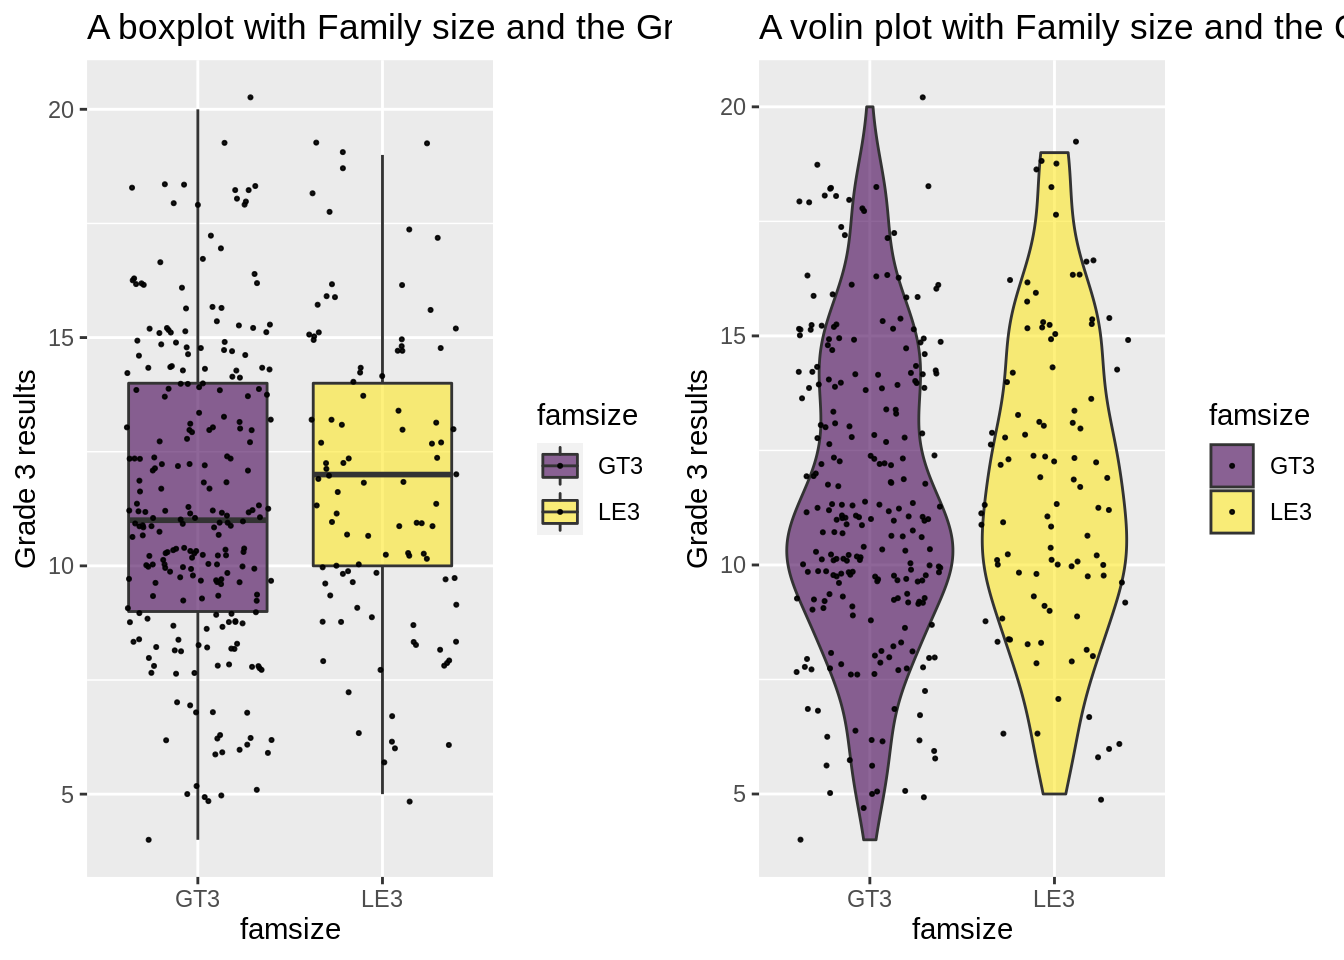 A boxplot with Family size and the Gr
20
15
10
5
Grade 3 results
GT3
LE3
famsize
famsize
GT3
LE3
A volin plot with Family size and the
20
15
10
5
Grade 3 results
GT3
LE3
famsize
famsize
GT3
LE3